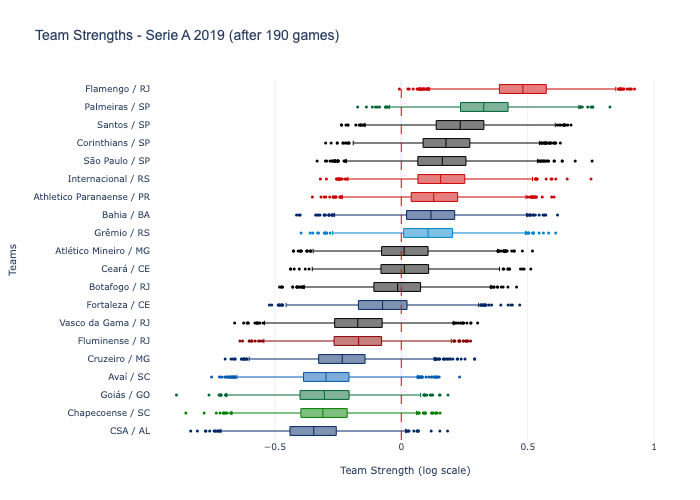 Team Strengths - Serie A 2019 (after 190 games)
Flamengo / RJ
Palmeiras / SP
Santos / SP
Corinthians / SP
São Paulo / SP
Internacional / RS
Athletico Paranaense / PR
Bahia / BA
Grêmio / RS
Atlético Mineiro / MG
Ceará / CE
Botafogo / RJ
Fortaleza / CE
Vasco da Gama / RJ
Fluminense / RJ
Cruzeiro / MG
Avaí / SC
Goiás / GO
Chapecoense / SC
CSA / AL
Teams
−0.5 0 0.5 1
Team Strength (log scale)